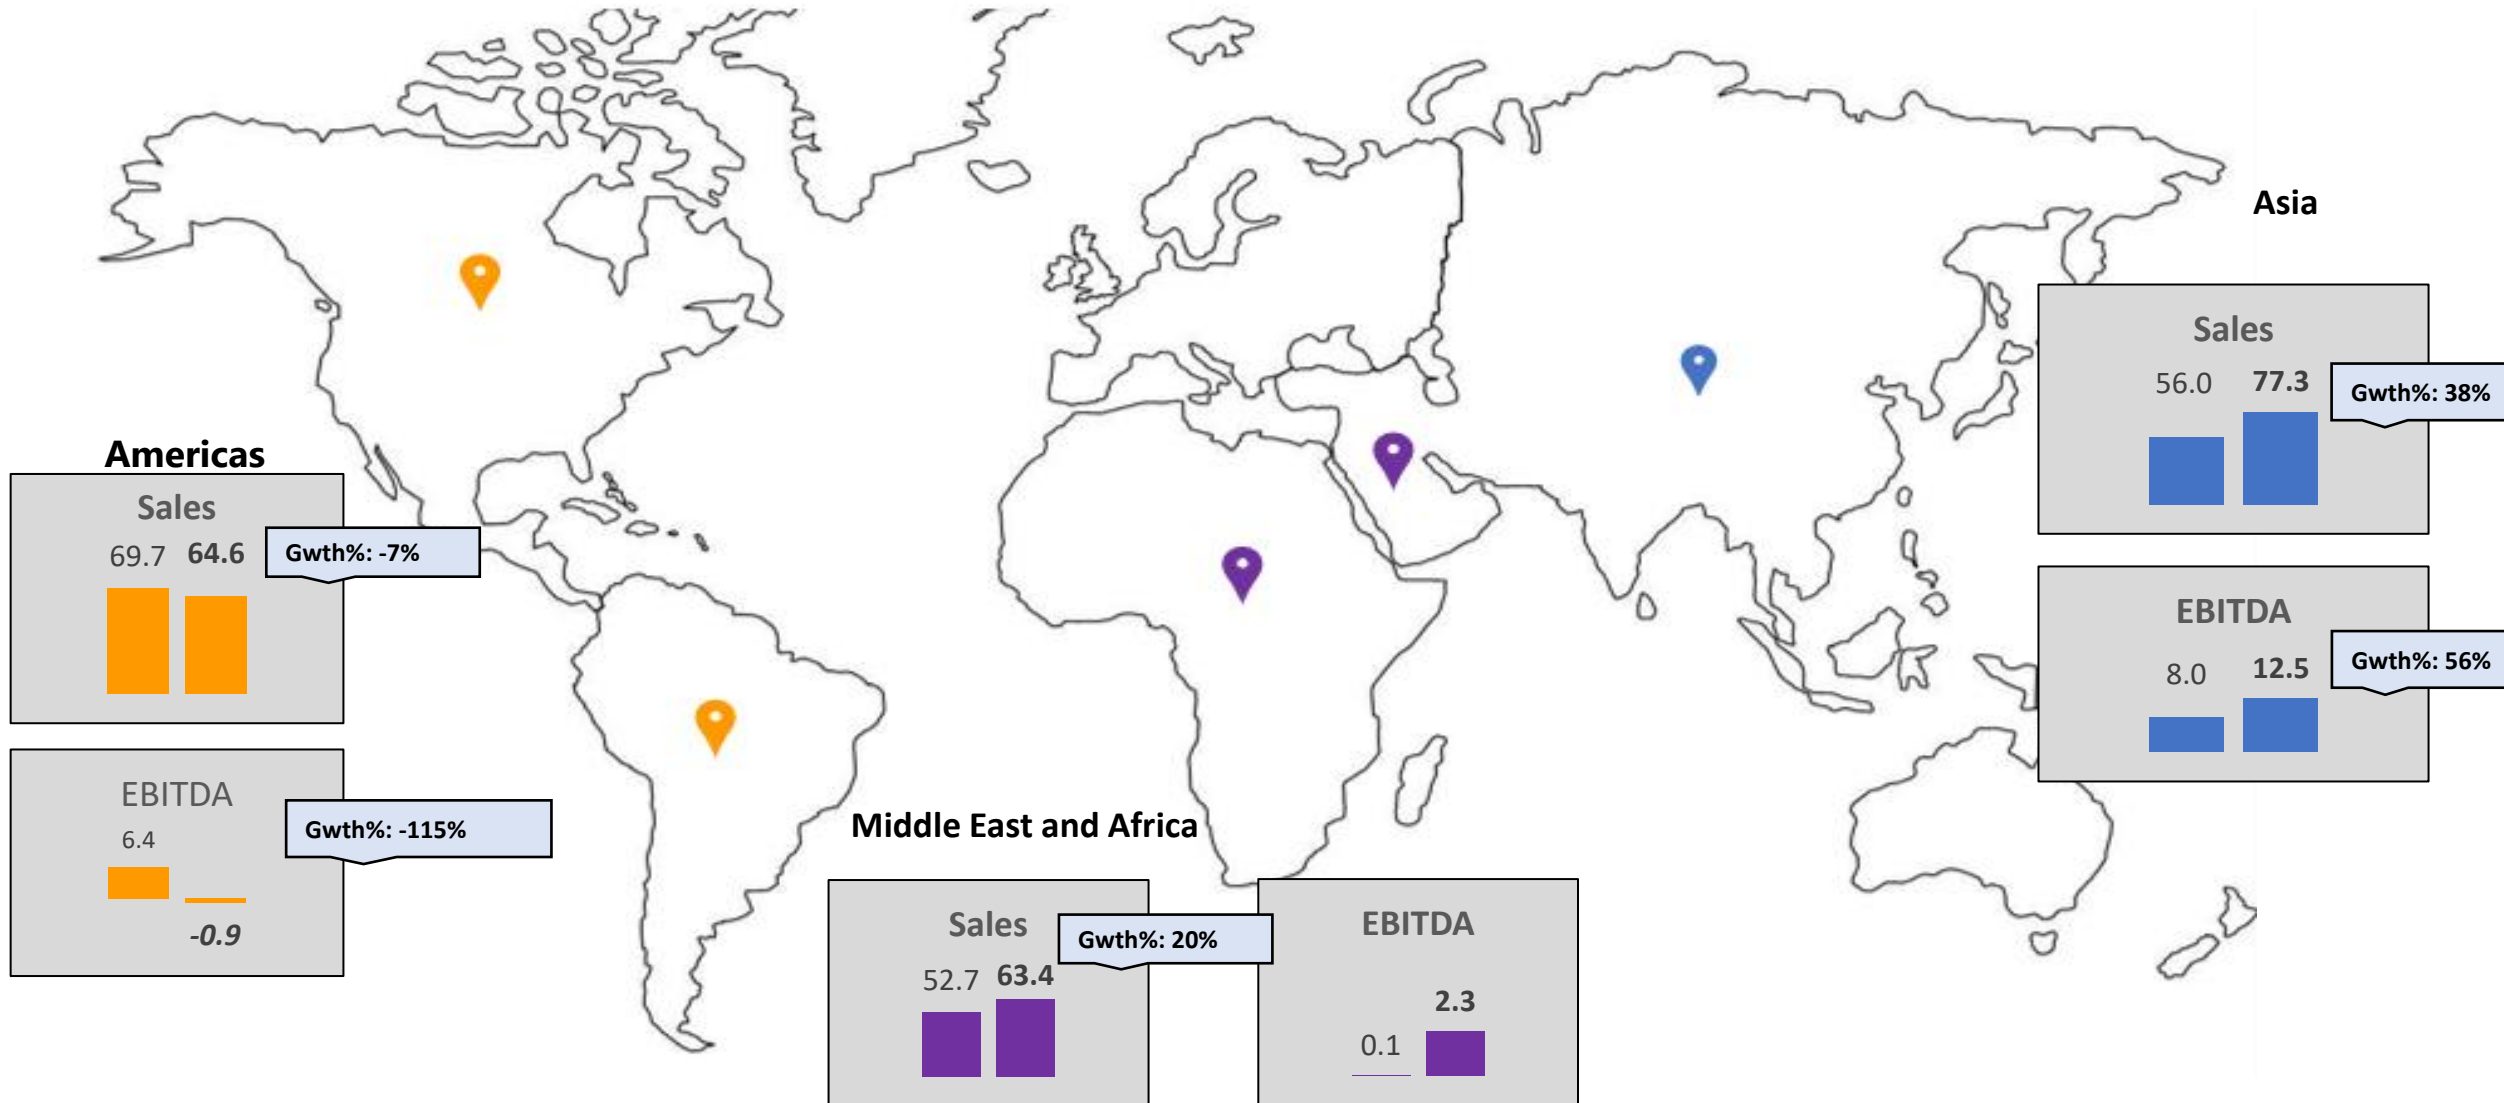 Asia
Sales
56.0 77.3
Gwth%: 38%
EBITDA
8.0 12.5
Gwth%: 56%
Americas
Sales
69.7 64.6
Gwth%: -7%
EBITDA
6.4
-0.9
Gwth%: -115%
Middle East and Africa
Sales
52.7 63.4
Gwth%: 20%
EBITDA
0.1 2.3